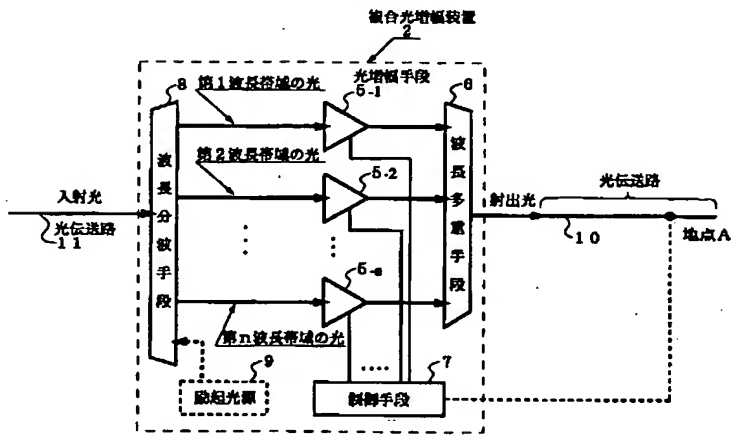 複合光増幅装置
2
光増幅手段
8
第1波長帯域の光
5-1
6
第2波長帯域の光
5-2
入射光
光伝送路
11
波長分波手段
波長多重手段
射出光
光伝送路
10
地点A
5-n
第n波長帯域の光
9
7
励起光源
制御手段